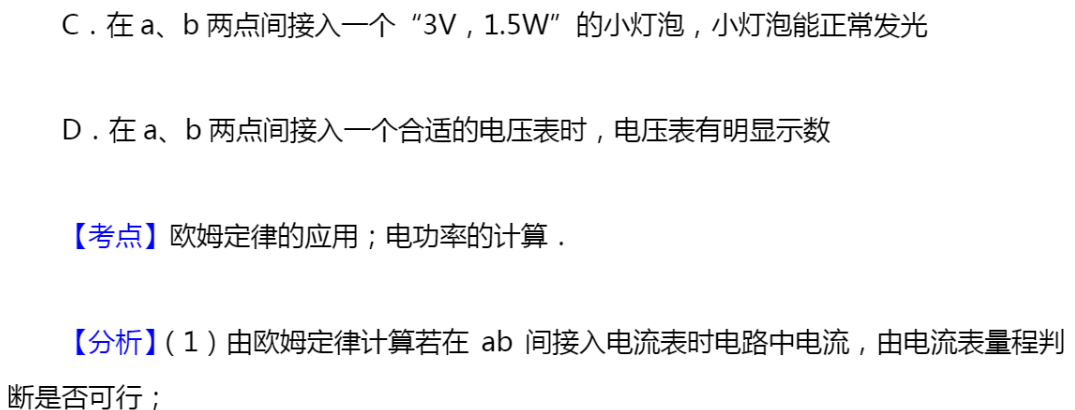 C．在 a、b 两点间接入一个“3V，1.5W”的小灯泡，小灯泡能正常发光
D．在 a、b 两点间接入一个合适的电压表时，电压表有明显示数
【考点】欧姆定律的应用；电功率的计算．
【分析】（1）由欧姆定律计算若在 ab 间接入电流表时电路中电流，由电流表量程判
断是否可行；